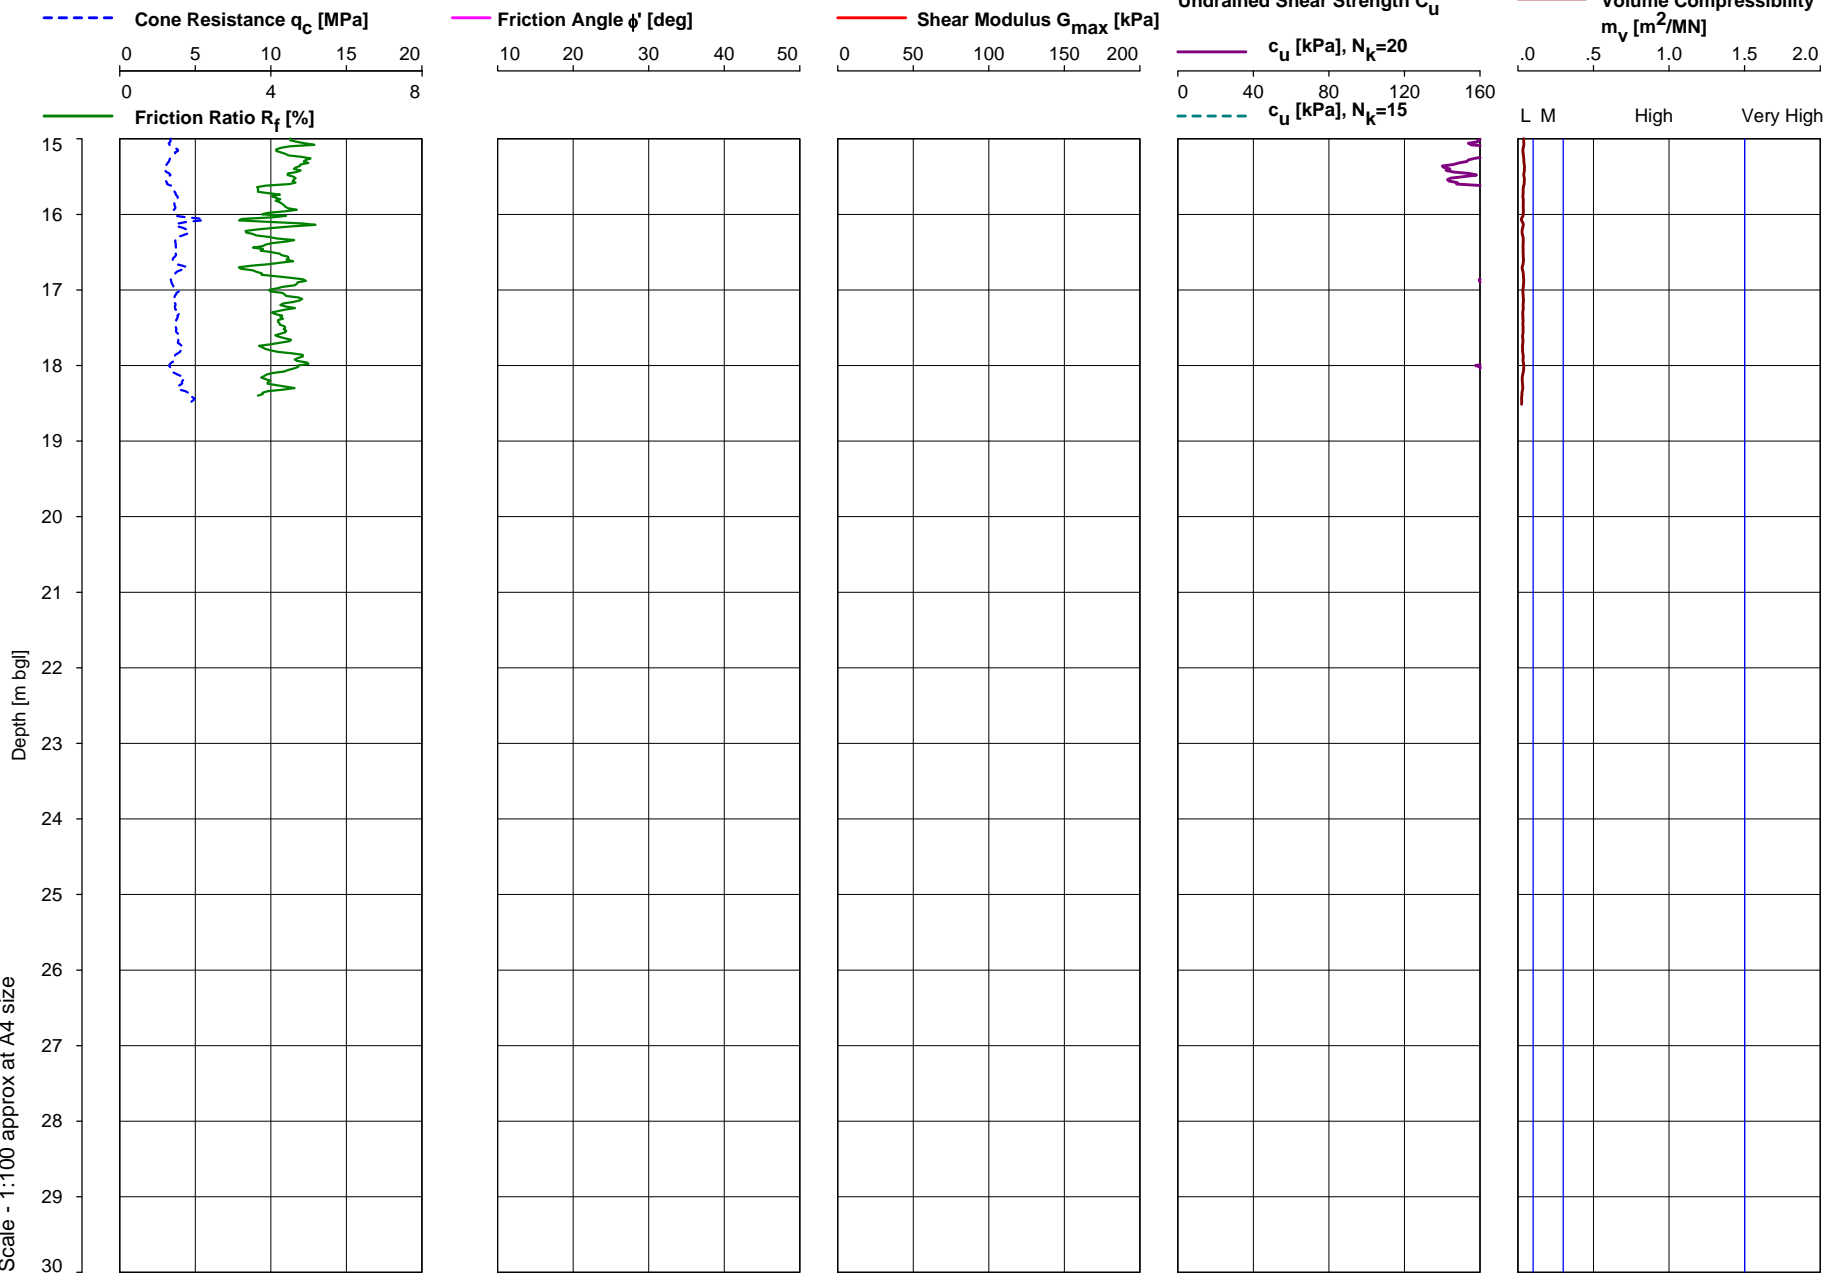 Cone Resistance qc [MPa]
0 5 10 15 20
0 4 8
Friction Ratio Rf [%]
Friction Angle ϕ' [deg]
10 20 30 40 50
Shear Modulus Gmax [kPa]
0 50 100 150 200
Undrained Shear Strength Cu
cu [kPa], Nk=20
0 40 80 120 160
cu [kPa], Nk=15
Volume Compressibility
mv [m2/MN]
.0 .5 1.0 1.5 2.0
L M High Very High
15
16
17
18
19
20
21
22
23
24
25
26
27
28
29
30
Depth [m bgl]
Scale - 1:100 approx at A4 size